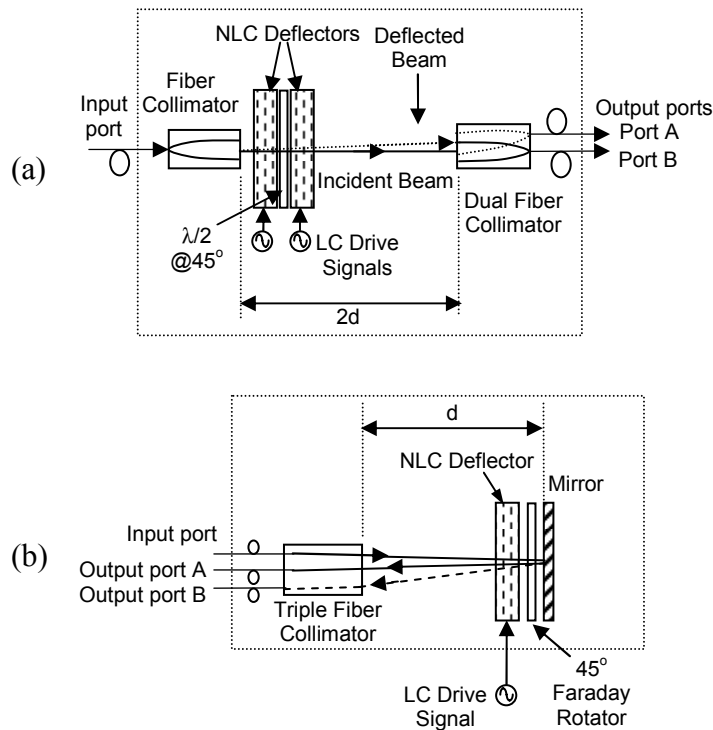 NLC Deflectors
Deflected
Beam
Fiber
Collimator
Input
port
Output ports
Port A
Port B
(a)
Incident Beam
Dual Fiber
Collimator
λ/2
@45°
LC Drive
Signals
2d
d
NLC Deflector
Mirror
Input port
(b)
Output port A
Output port B
Triple Fiber
Collimator
45°
Faraday
Rotator
LC Drive
Signal